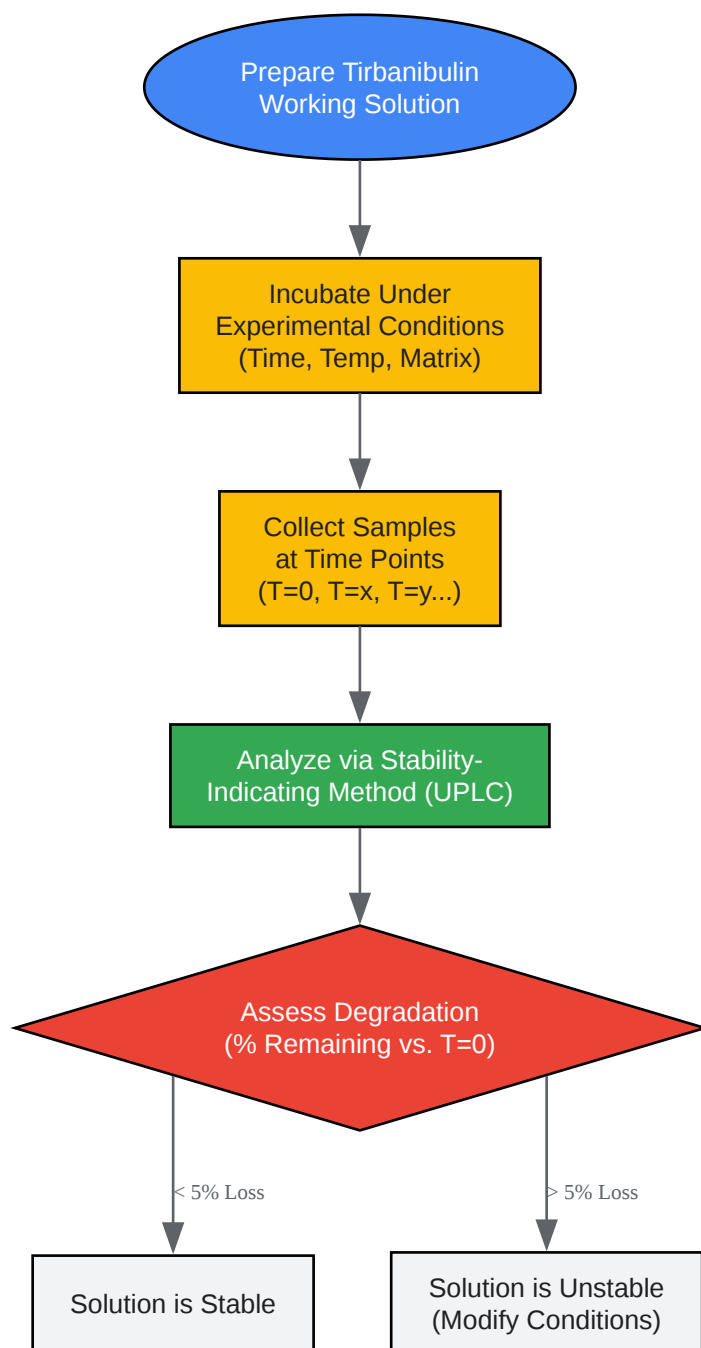 Prepare Tirbanibulin
Working Solution
Incubate Under
Experimental Conditions
(Time, Temp, Matrix)
Collect Samples
at Time Points
(T=0, T=x, T=y...)
Analyze via Stability-
Indicating Method (UPLC)
Assess Degradation
(% Remaining vs. T=0)
< 5% Loss
> 5% Loss
Solution is Stable
Solution is Unstable
(Modify Conditions)